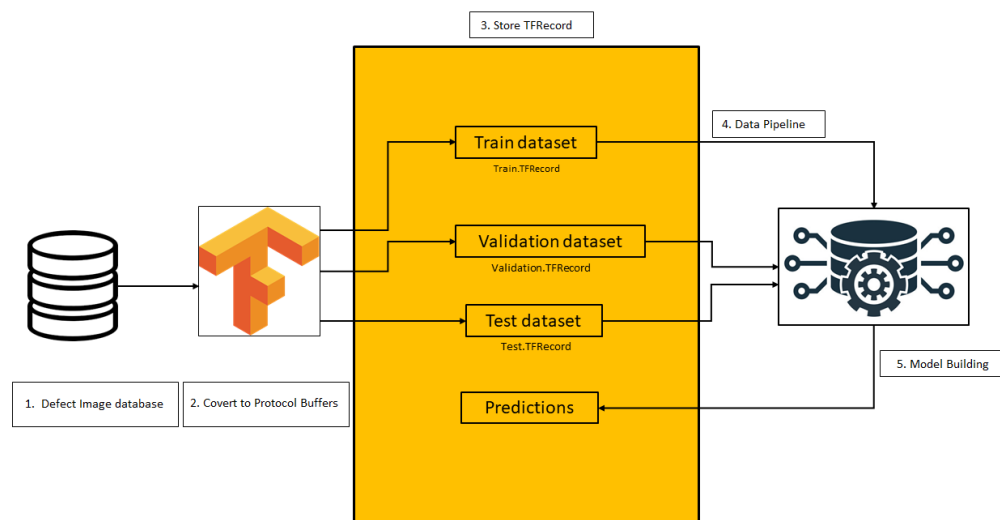 3. Store TFRecord
4. Data Pipeline
Train dataset
Train.TFRecord
Validation dataset
Validation.TFRecord
Test dataset
Test.TFRecord
5. Model Building
1. Defect Image database
2. Covert to Protocol Buffers
Predictions